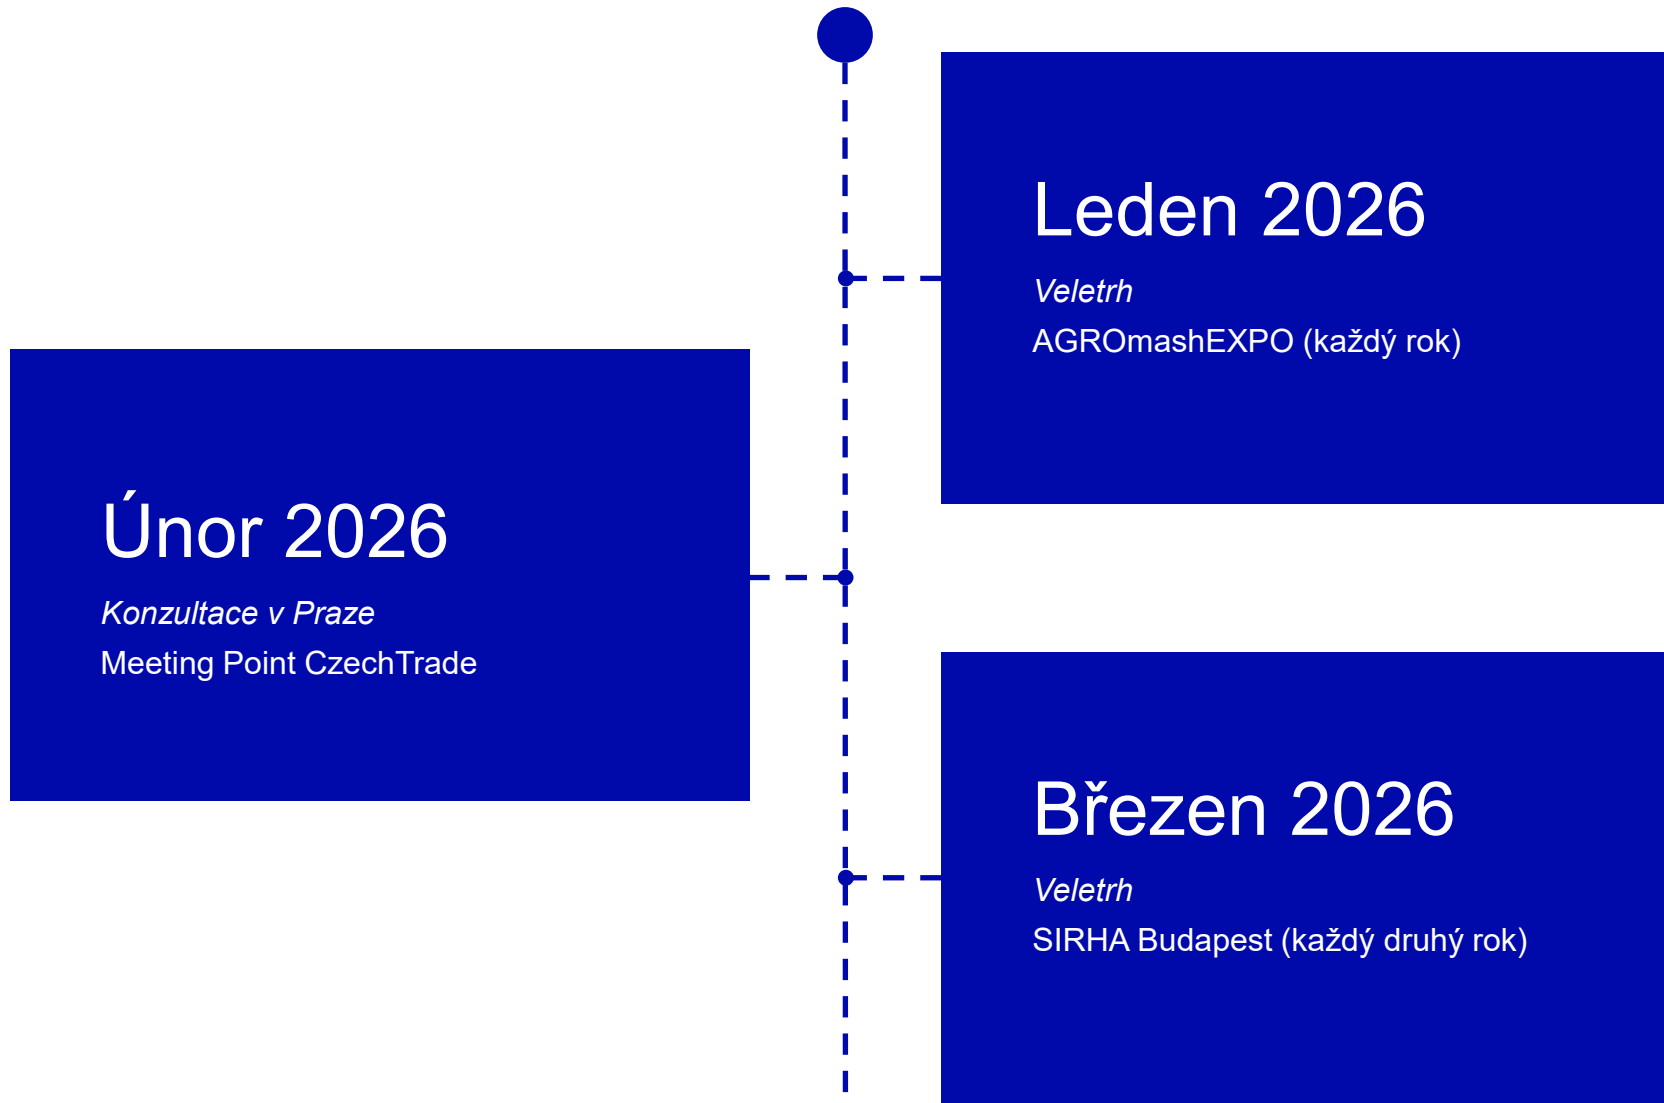 Leden 2026
Veletrh
AGROmashEXPO (každý rok)
Únor 2026
Konzultace v Praze
Meeting Point CzechTrade
Březen 2026
Veletrh
SIRHA Budapest (každý druhý rok)